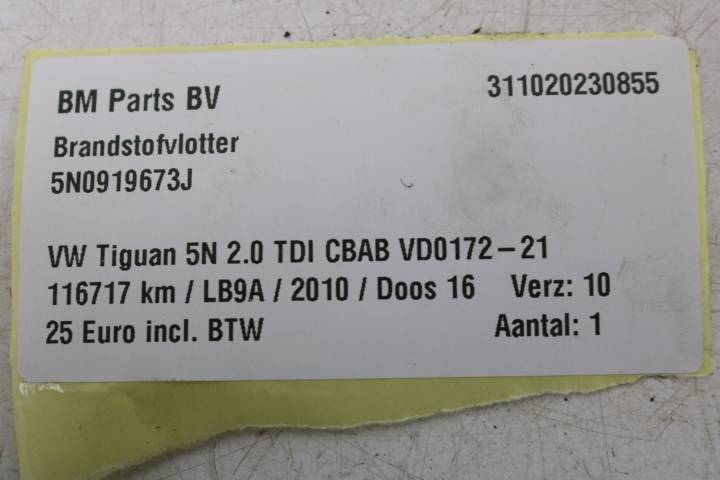 BM Parts BV 311020230855
Brandstofvlotter
5N0919673J
VW Tiguan 5N 2.0 TDI CBAB VD0172-21
116717 km / LB9A / 2010 / Doos 16 Verz: 10
25 Euro incl. BTW Aantal: 1